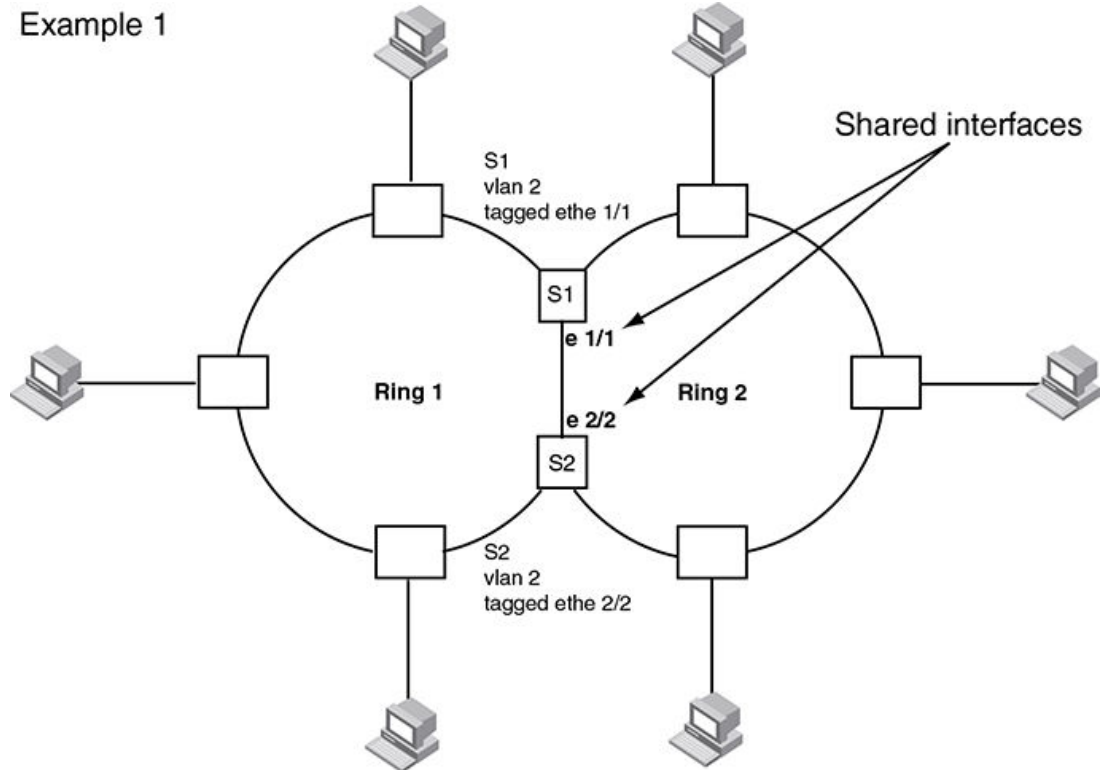 Example 1
Shared interfaces
S1
vlan 2
tagged ethe 1/1
S1
e 1/1
Ring 1
Ring 2
e 2/2
S2
S2
vlan 2
tagged ethe 2/2